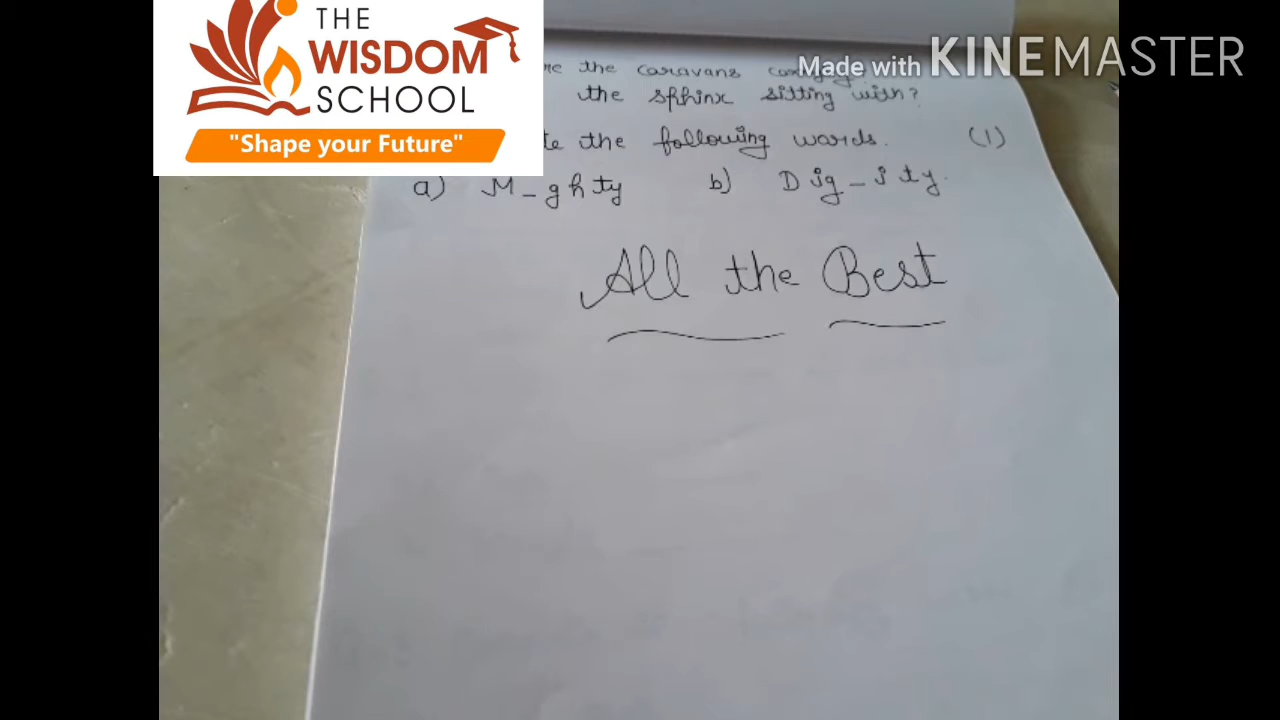 THE
WISDOM
SCHOOL
"Shape your Future"
Made with KINEMASTER
the caravans
the sphinx sitting with?
the following words. (1)
a) M_ghty b) Dig_ity.
All the Best